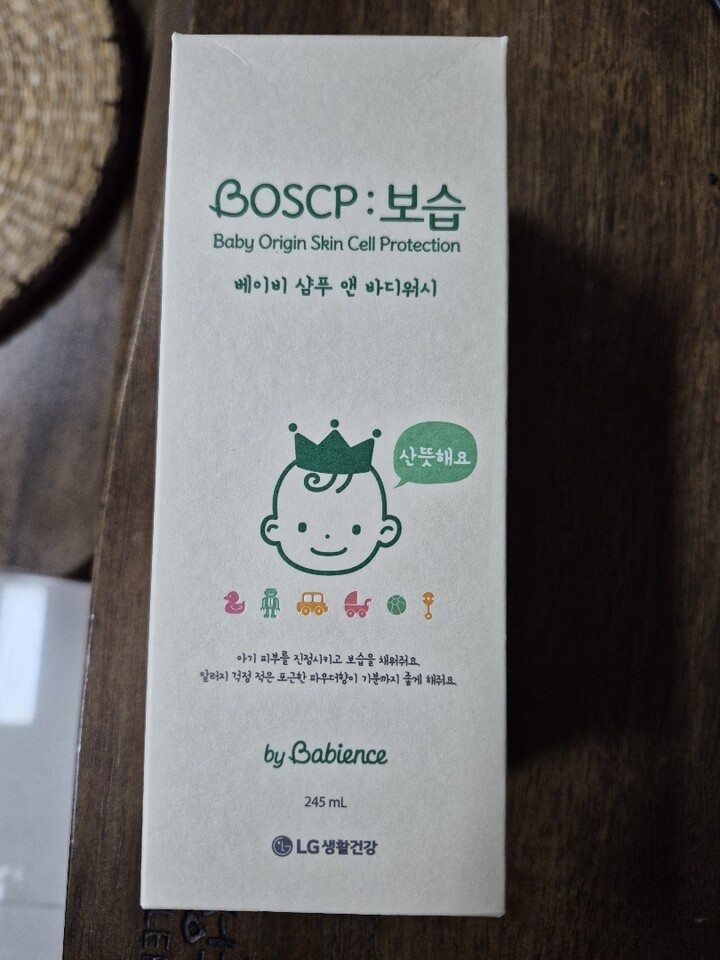 BOSCP : 보습
Baby Origin Skin Cell Protection
베이비 샴푸 앤 바디워시
산뜻해요
아기 피부를 진정시키고 보습을 채워줘요
알러지 걱정 적은 포근한 파우더향이 기분까지 좋게 해줘요
by Babience
245 mL
LG생활건강